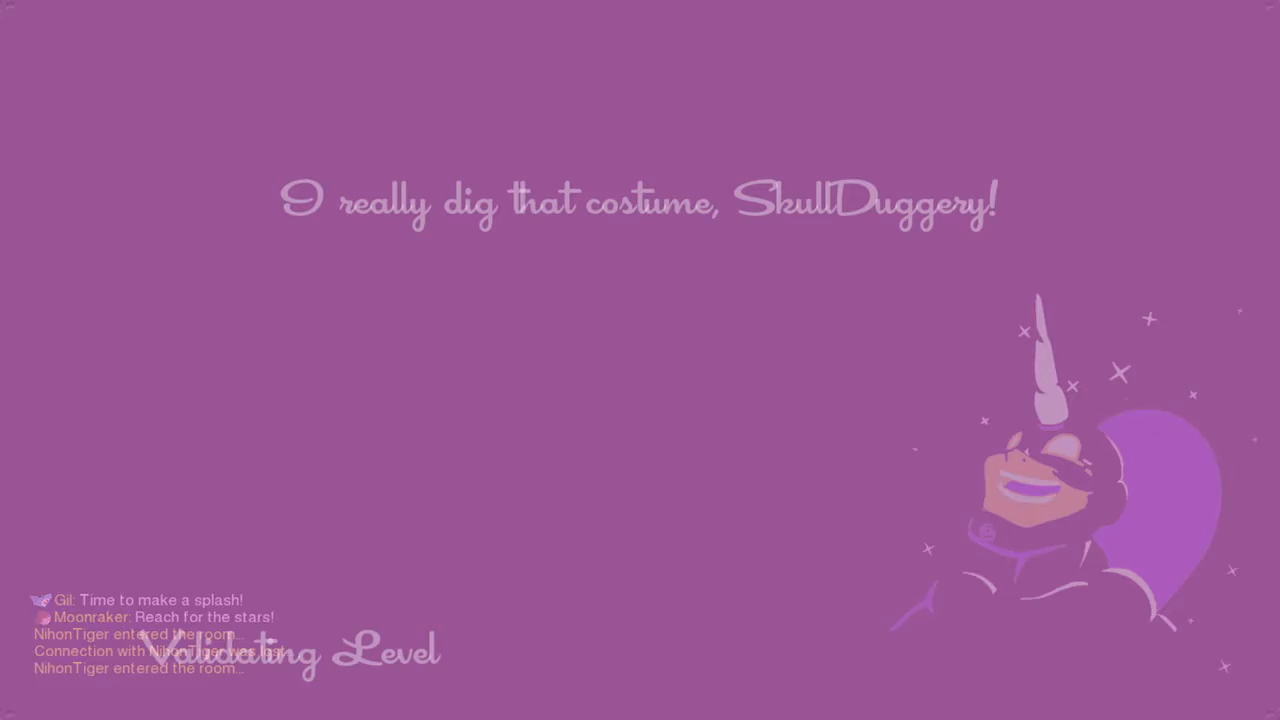 I really dig that costume, SkullDuggery!
Gil: Time to make a splash!
Moonraker: Reach for the stars!
NihonTiger entered the room...
Connection with NihonTiger was lost...
NihonTiger entered the room...
Validating Level